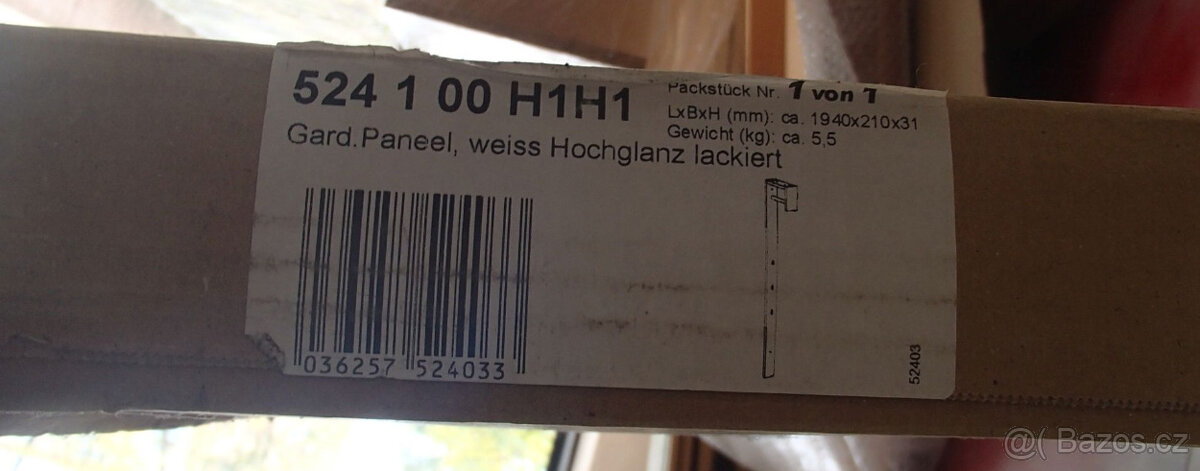 524 1 00 H1H1
Gard.Paneel, weiss Hochglanz lackiert
Packstück Nr. 1 von 1
LxBxH (mm): ca. 1940x210x31
Gewicht (kg): ca. 5,5
036257 524033
52403
@( Bazos.cz